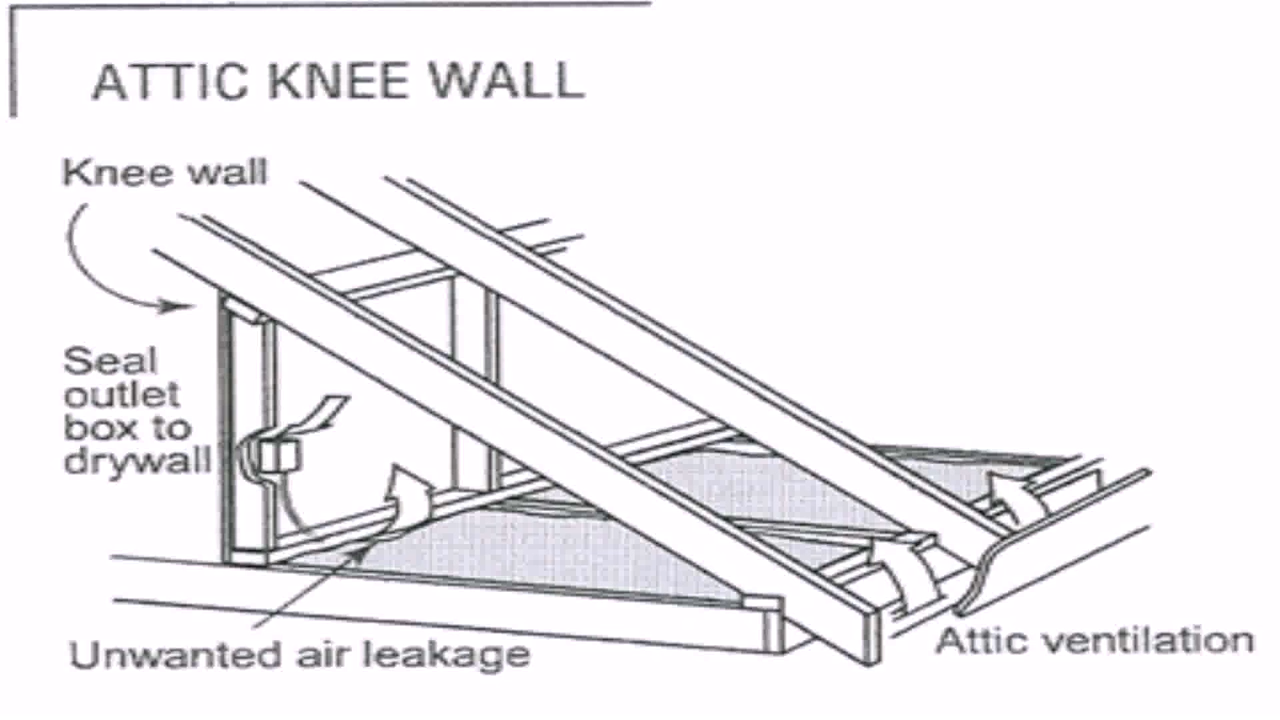 ATTIC KNEE WALL
Knee wall
Seal
outlet
box to
drywall
Unwanted air leakage
Attic ventilation